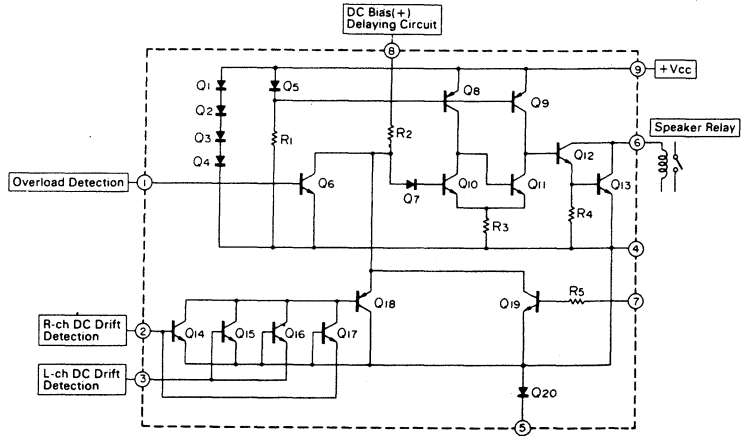 DC Bias(+)
Delaying Circuit
8
9
+Vcc
Q1
Q5
Q8
Q9
Q2
Q3
R1
R2
Q4
Q12
6
Speaker Relay
Overload Detection
1
Q6
Q7
Q10
Q11
Q13
R3
R4
4
Q18
Q19
R5
7
R-ch DC Drift
Detection
2
Q14
Q15
Q16
Q17
L-ch DC Drift
Detection
3
Q20
5